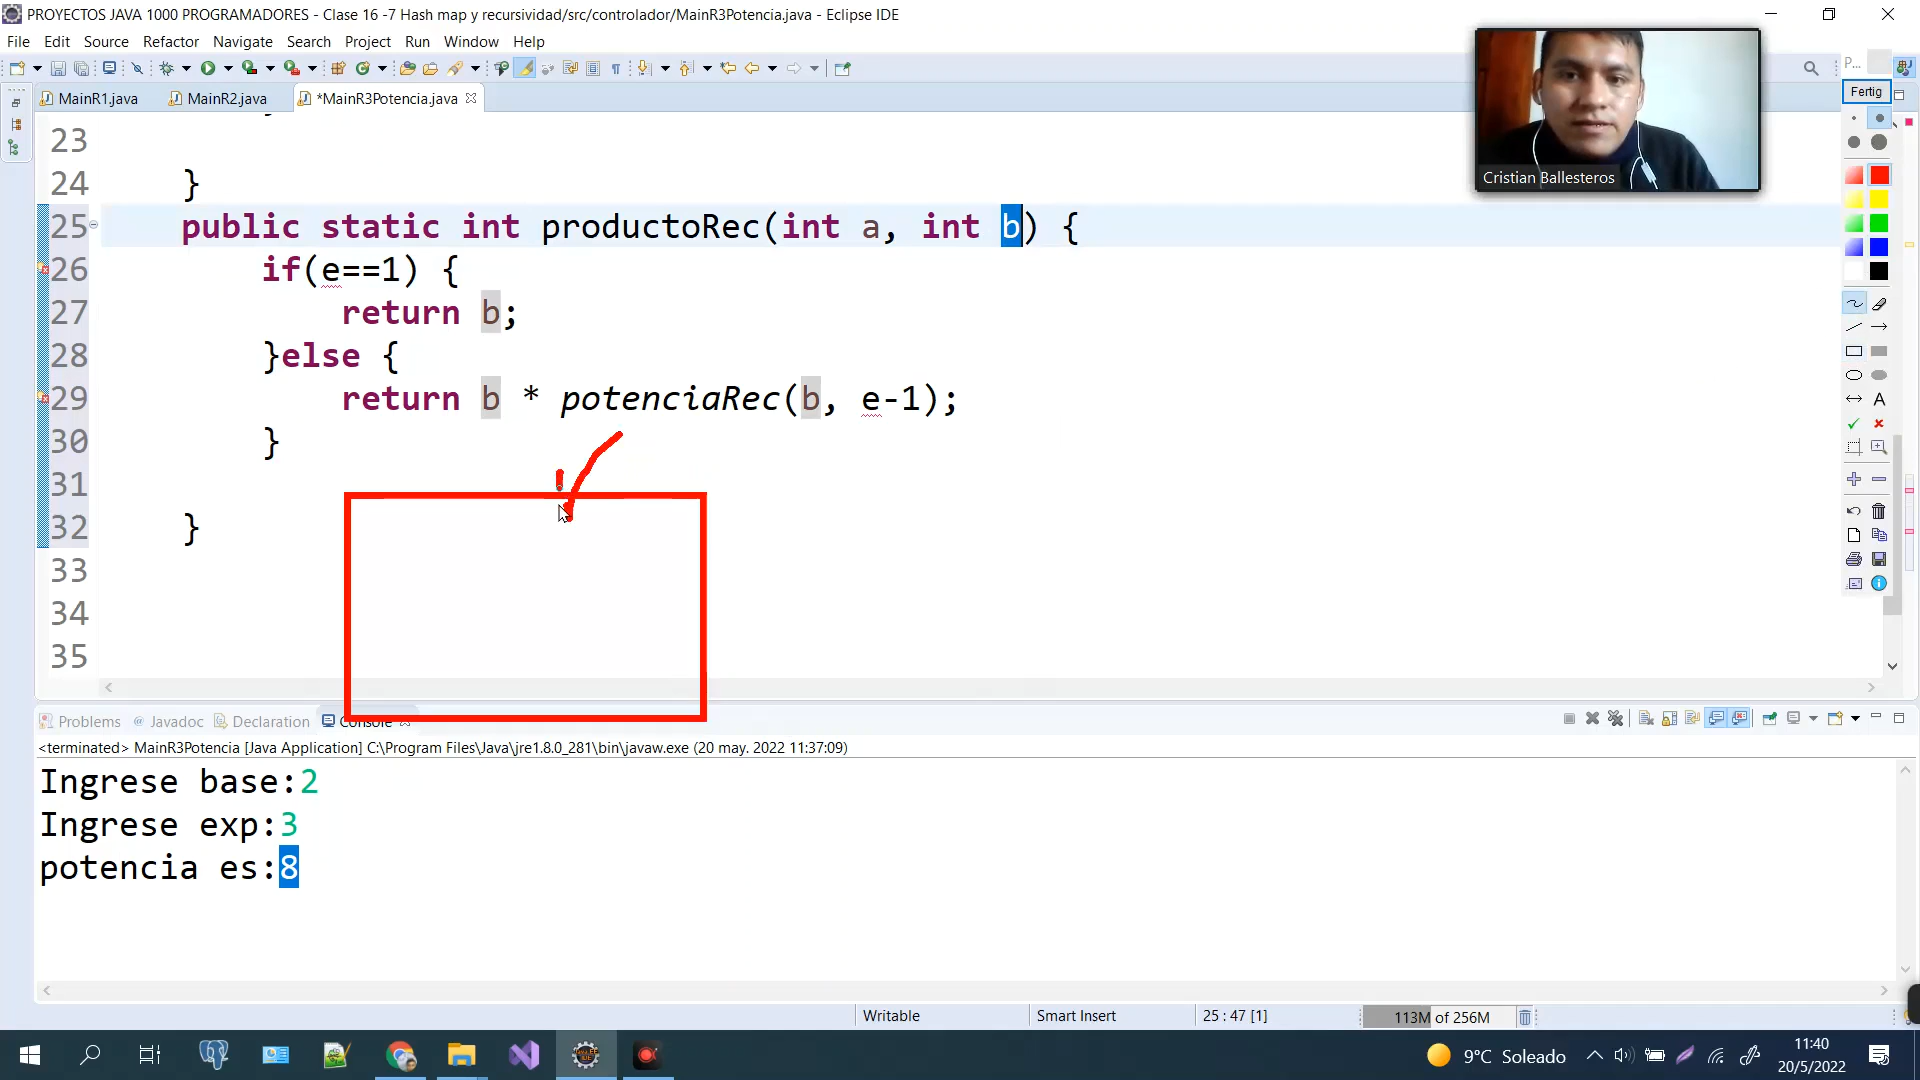 PROYECTOS JAVA 1000 PROGRAMADORES - Clase 16 -7 Hash map y recursividad/src/controlador/MainR3Potencia.java - Eclipse IDE
File Edit Source Refactor Navigate Search Project Run Window Help
P...
Fertig
MainR1.java MainR2.java *MainR3Potencia.java
Cristian Ballesteros
23
24 }
25 public static int productoRec(int a, int b) {
26 if(e==1) {
27 return b;
28 }else {
29 return b * potenciaRec(b, e-1);
30 }
31
32 }
33
34
35
Problems @ Javadoc Declaration Console
<terminated> MainR3Potencia [Java Application] C:\Program Files\Java\jre1.8.0_281\bin\javaw.exe (20 may. 2022 11:37:09)
Ingrese base:2
Ingrese exp:3
potencia es:8
Writable Smart Insert 25 : 47 [1] 113M of 256M
9°C Soleado 11:40
20/5/2022